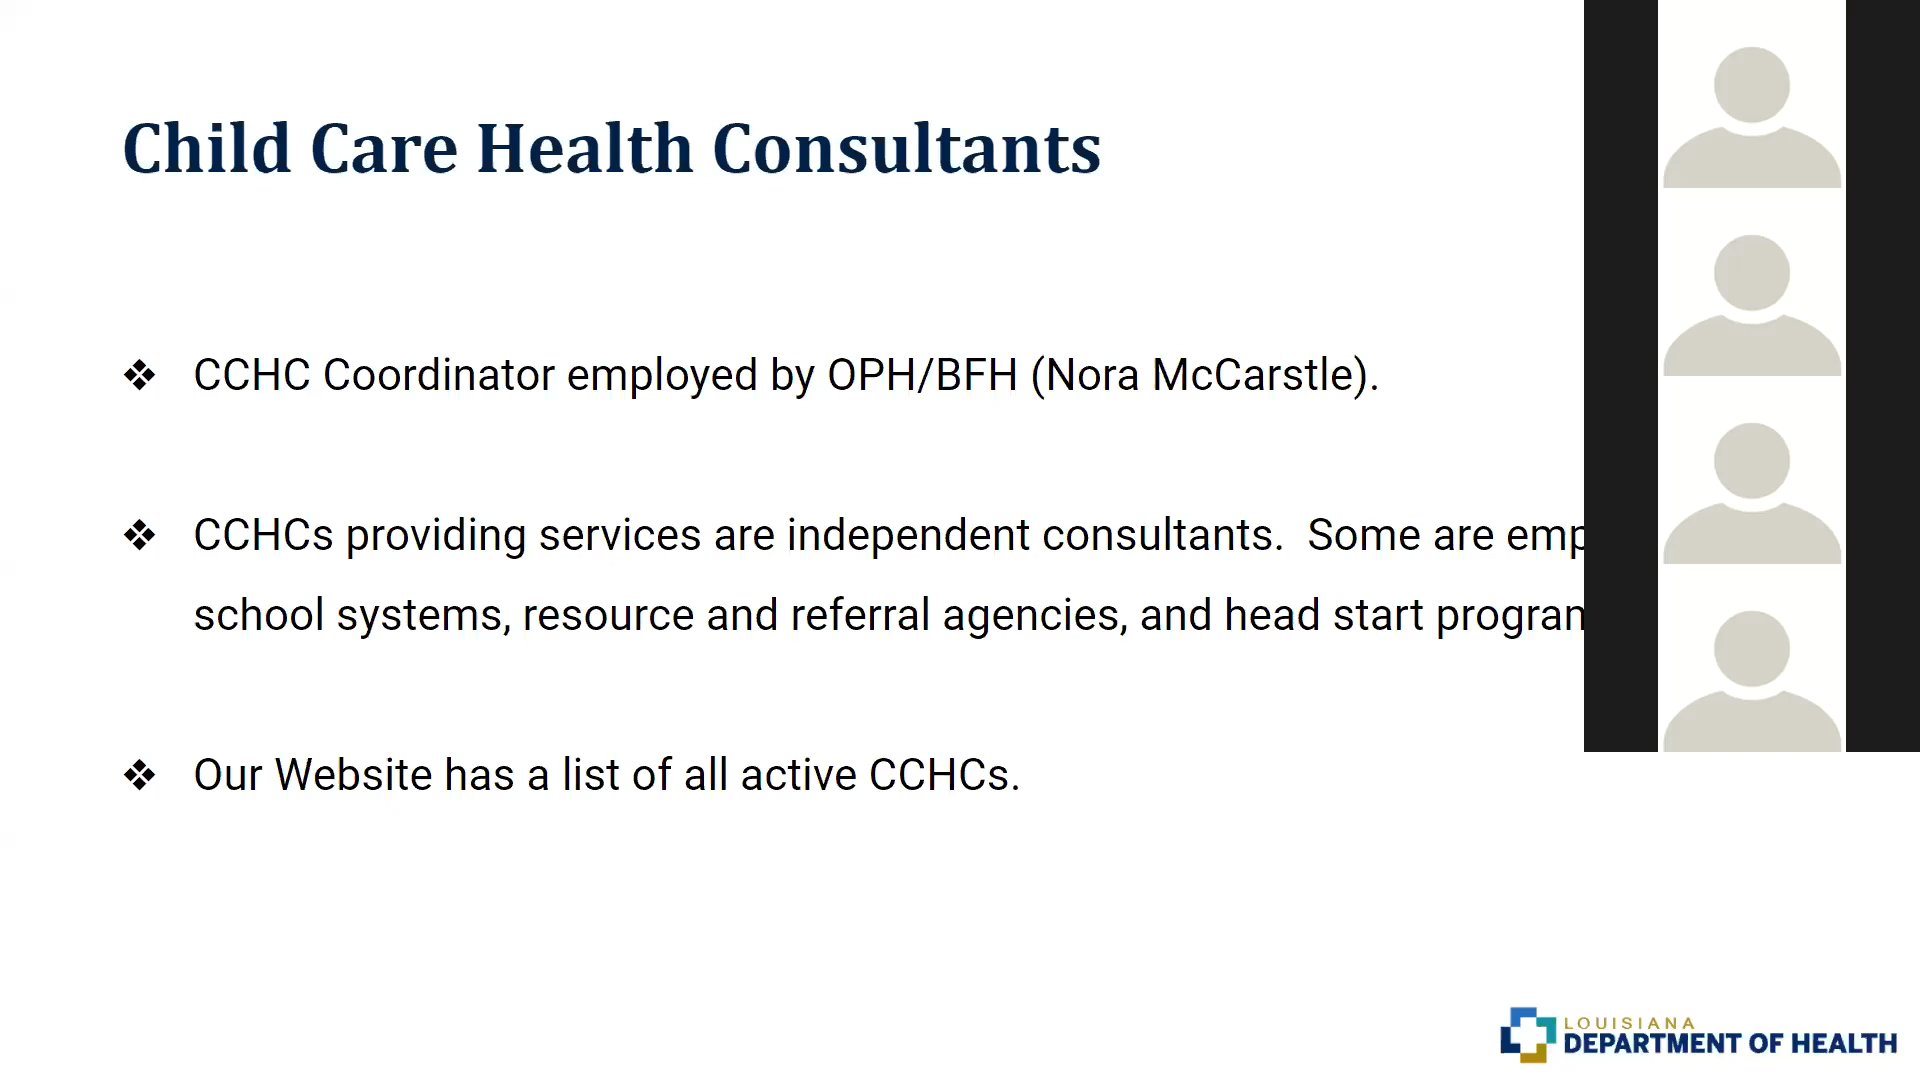 Child Care Health Consultants
❖ CCHC Coordinator employed by OPH/BFH (Nora McCarstle).
❖ CCHCs providing services are independent consultants.  Some are
school systems, resource and referral agencies, and head start
❖ Our Website has a list of all active CCHCs.
LOUISIANA
DEPARTMENT OF HEALTH